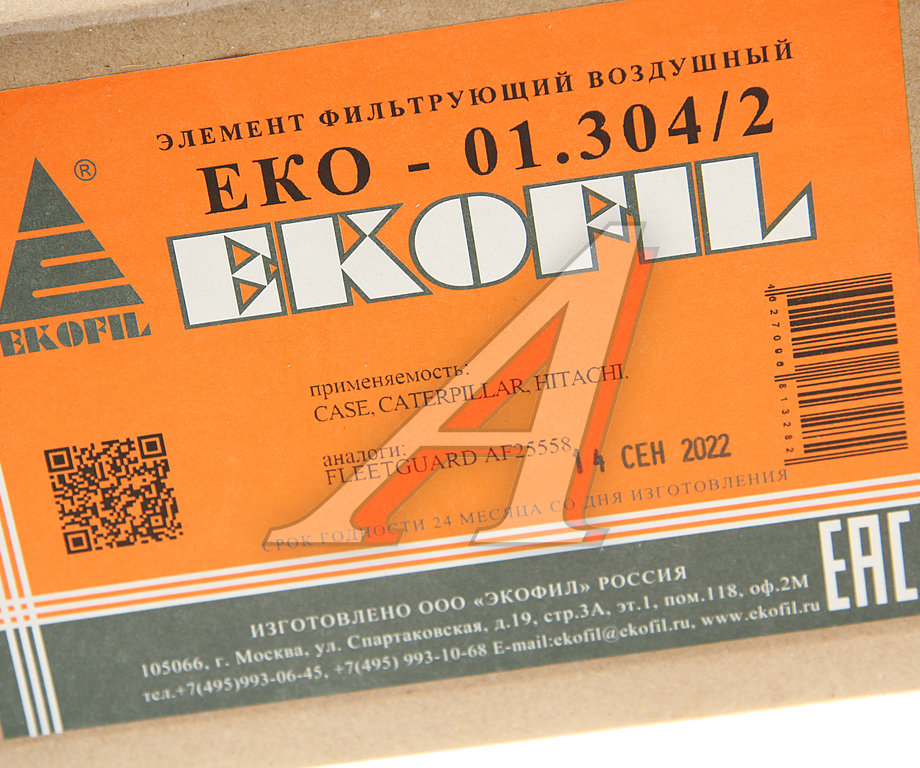 ЭЛЕМЕНТ ФИЛЬТРУЮЩИЙ ВОЗДУШНЫЙ
ЕКО - 01.304/2
®
EKOFIL
EKOFIL
применяемость:
CASE, CATERPILLAR, HITACHI.
аналоги:
FLEETGUARD AF25558,
14 СЕН 2022
4627096813282
СРОК ГОДНОСТИ 24 МЕСЯЦА СО ДНЯ ИЗГОТОВЛЕНИЯ
EAC
ИЗГОТОВЛЕНО ООО «ЭКОФИЛ» РОССИЯ
105066, г. Москва, ул. Спартаковская, д.19, стр.3А, эт.1, пом.118, оф.2М
тел.+7(495)993-06-45, +7(495) 993-10-68 E-mail:ekofil@ekofil.ru, www.ekofil.ru